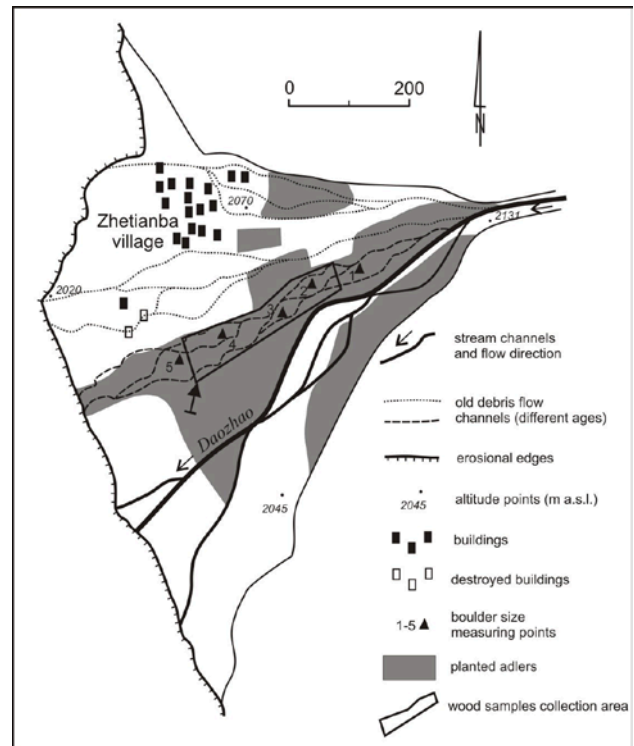 0 200
N
2070
Zhetianba
village
2131
2020
1
2
3
4
5
Daozhao
2045
stream channels
and flow direction
old debris flow
channels (different ages)
erosional edges
2045
altitude points (m a.s.l.)
buildings
destroyed buildings
1-5
boulder size
measuring points
planted adlers
wood samples collection area